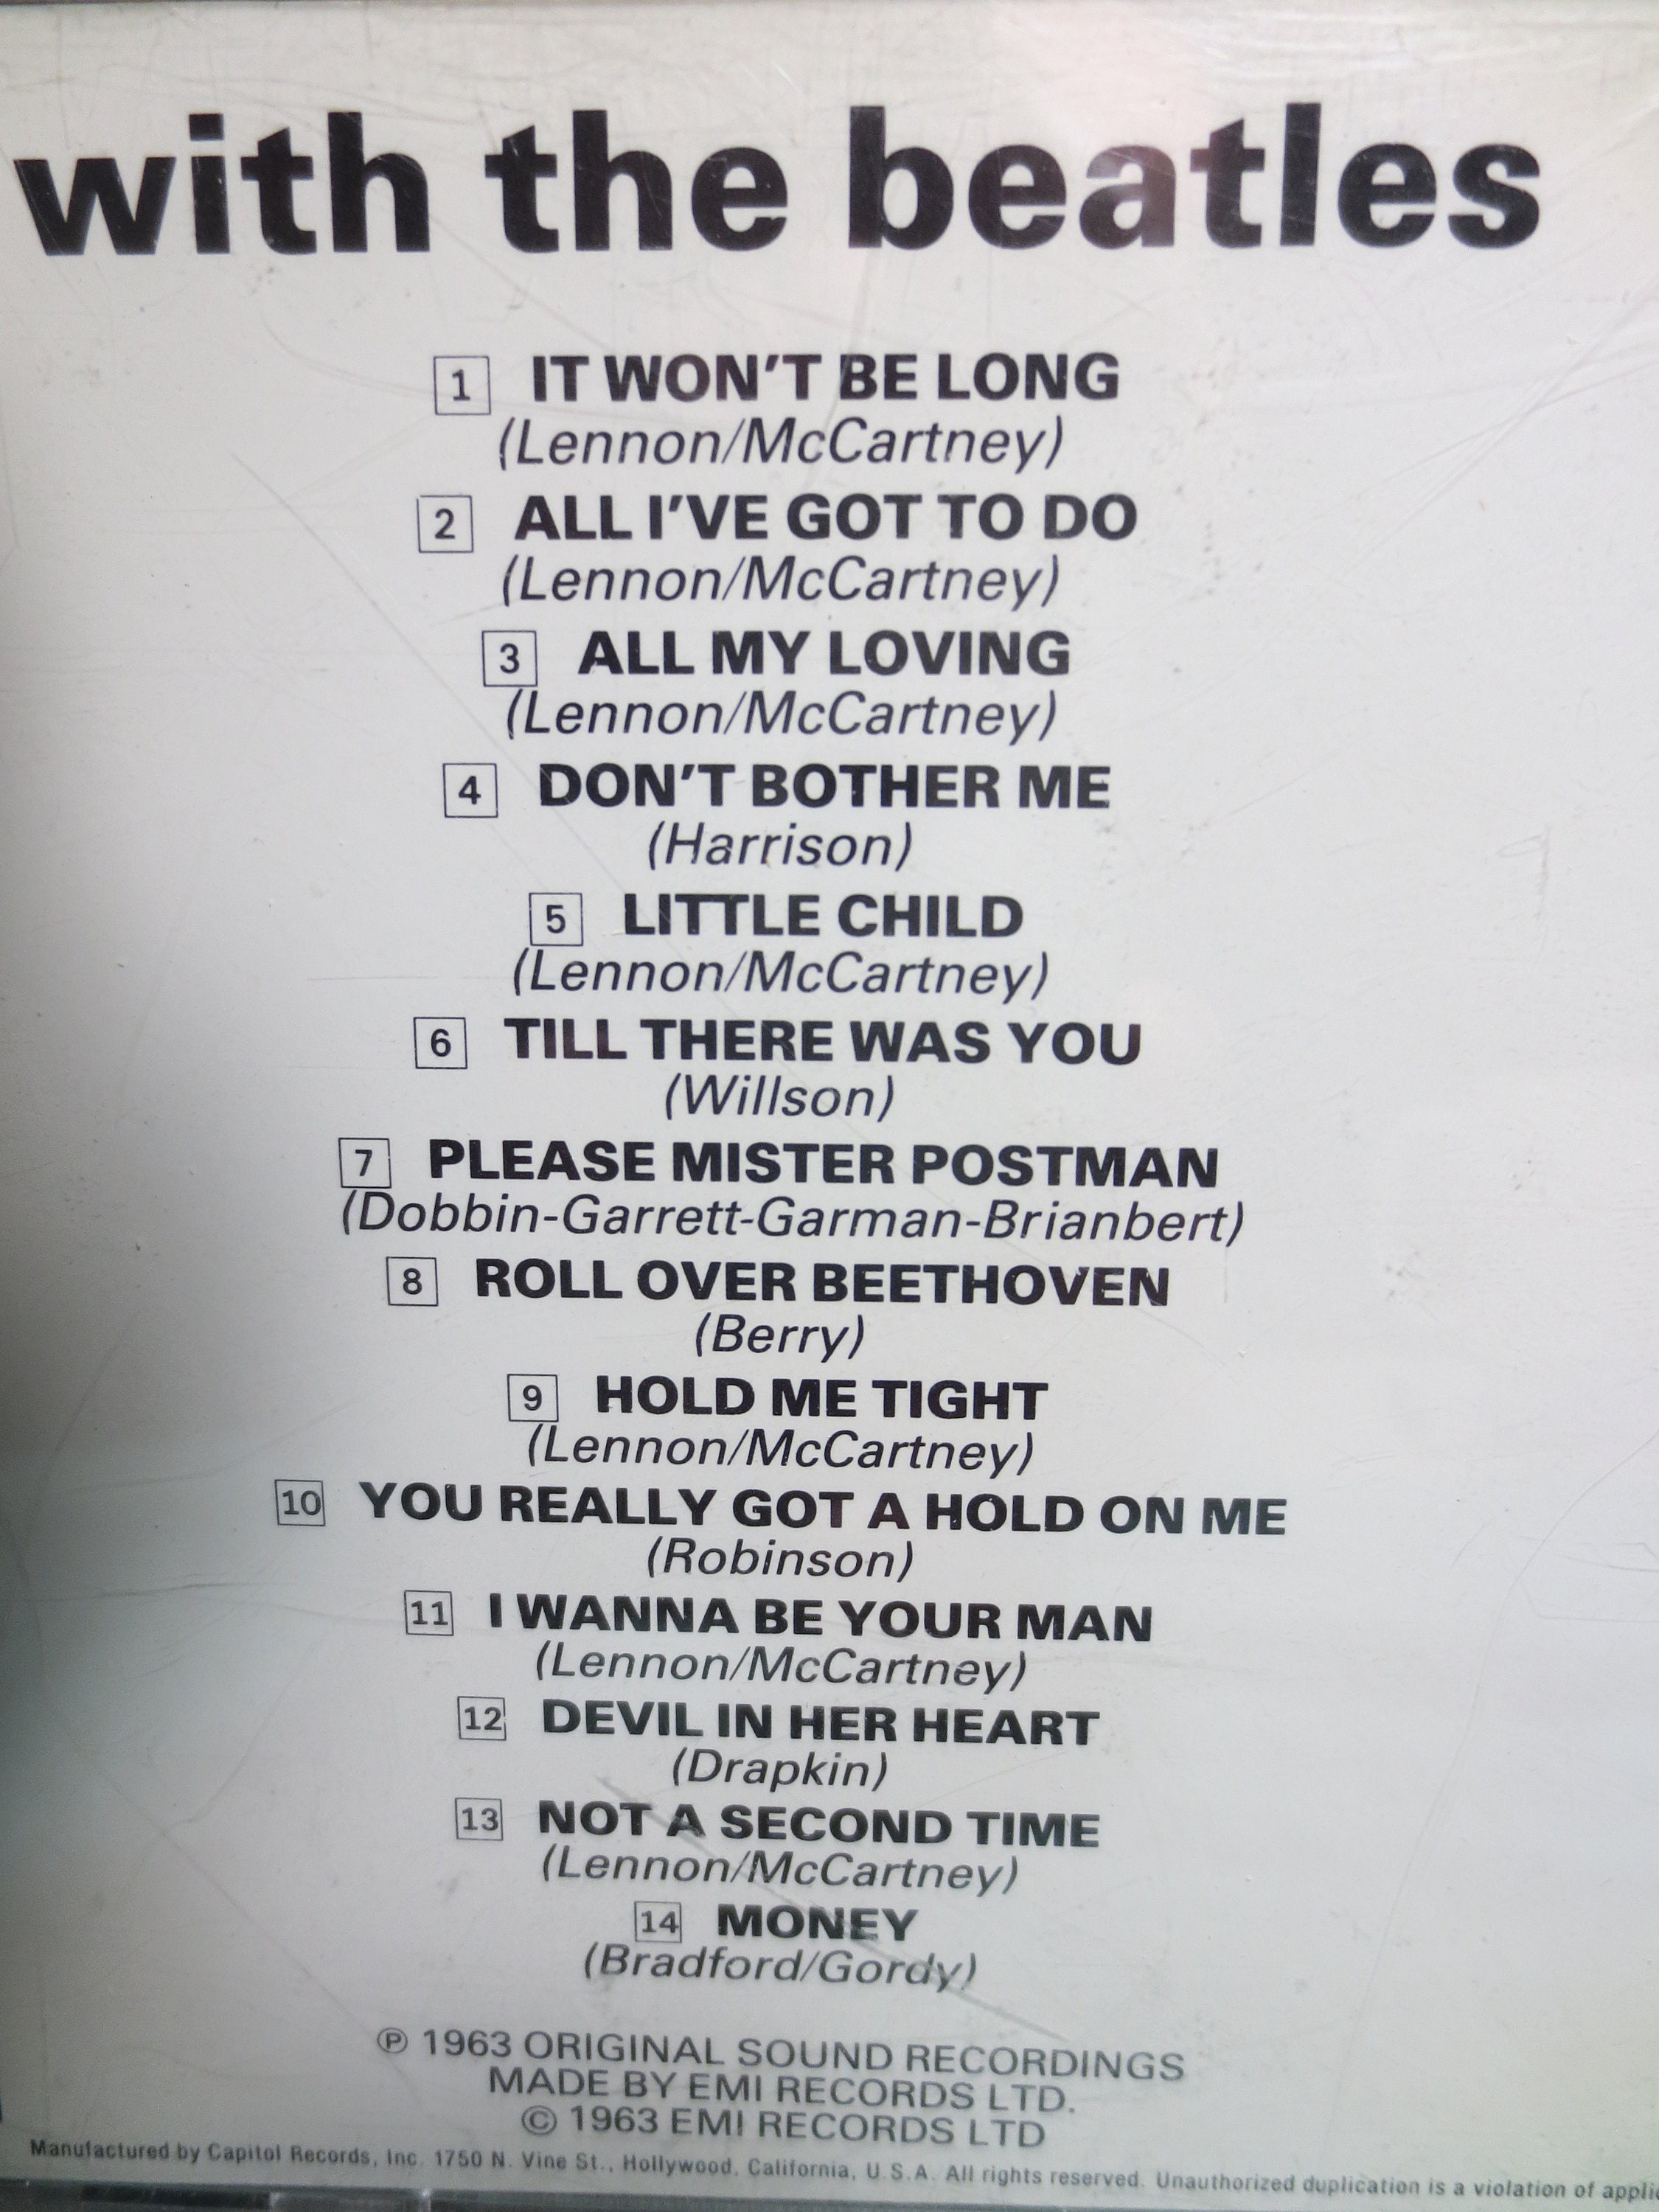 with the beatles
1 IT WON'T BE LONG
(Lennon/McCartney)
2 ALL I'VE GOT TO DO
(Lennon/McCartney)
3 ALL MY LOVING
(Lennon/McCartney)
4 DON'T BOTHER ME
(Harrison)
5 LITTLE CHILD
(Lennon/McCartney)
6 TILL THERE WAS YOU
(Willson)
7 PLEASE MISTER POSTMAN
(Dobbin-Garrett-Garman-Brianbert)
8 ROLL OVER BEETHOVEN
(Berry)
9 HOLD ME TIGHT
(Lennon/McCartney)
10 YOU REALLY GOT A HOLD ON ME
(Robinson)
11 I WANNA BE YOUR MAN
(Lennon/McCartney)
12 DEVIL IN HER HEART
(Drapkin)
13 NOT A SECOND TIME
(Lennon/McCartney)
14 MONEY
(Bradford/Gordy)
℗ 1963 ORIGINAL SOUND RECORDINGS
MADE BY EMI RECORDS LTD.
© 1963 EMI RECORDS LTD
Manufactured by Capitol Records, Inc. 1750 N. Vine St., Hollywood, California, U.S.A. All rights reserved. Unauthorized duplication is a violation of